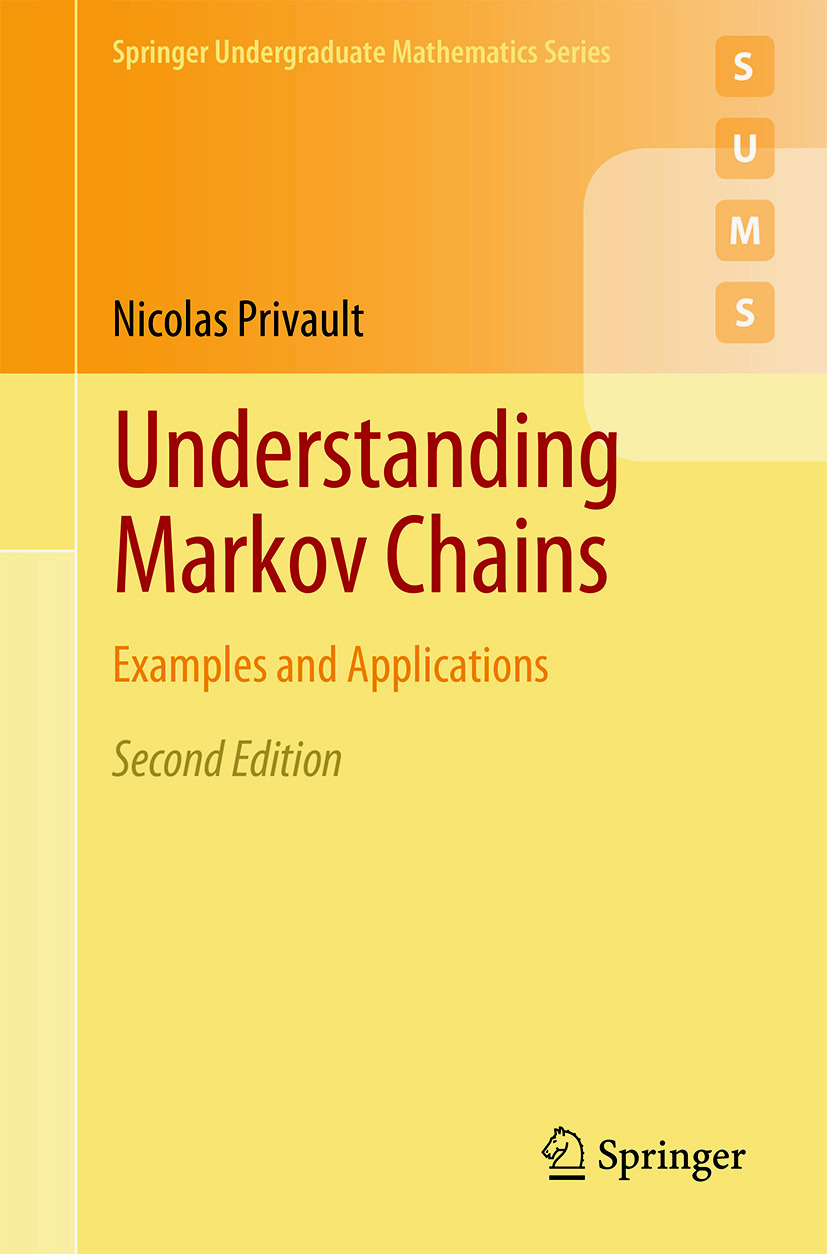 Springer Undergraduate Mathematics Series
S
U
M
S
Nicolas Privault
Understanding
Markov Chains
Examples and Applications
Second Edition
Springer